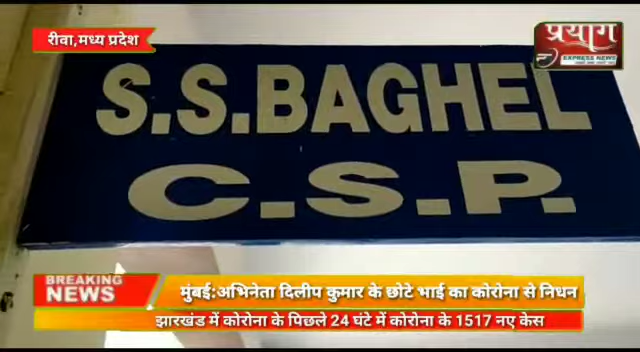 रीवा,मध्य प्रदेश
प्रयाग
EXPRESS NEWS
S.S.BAGHEL
C.S.P.
BREAKING
NEWS
मुंबई:अभिनेता दिलीप कुमार के छोटे भाई का कोरोना से निधन
झारखंड में कोरोना के पिछले 24 घंटे में कोरोना के 1517 नए केस